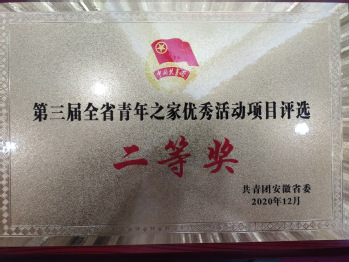 中国共青团
第三届全省青年之家优秀活动项目评选
二等奖
共青团安徽省委
2020年12月